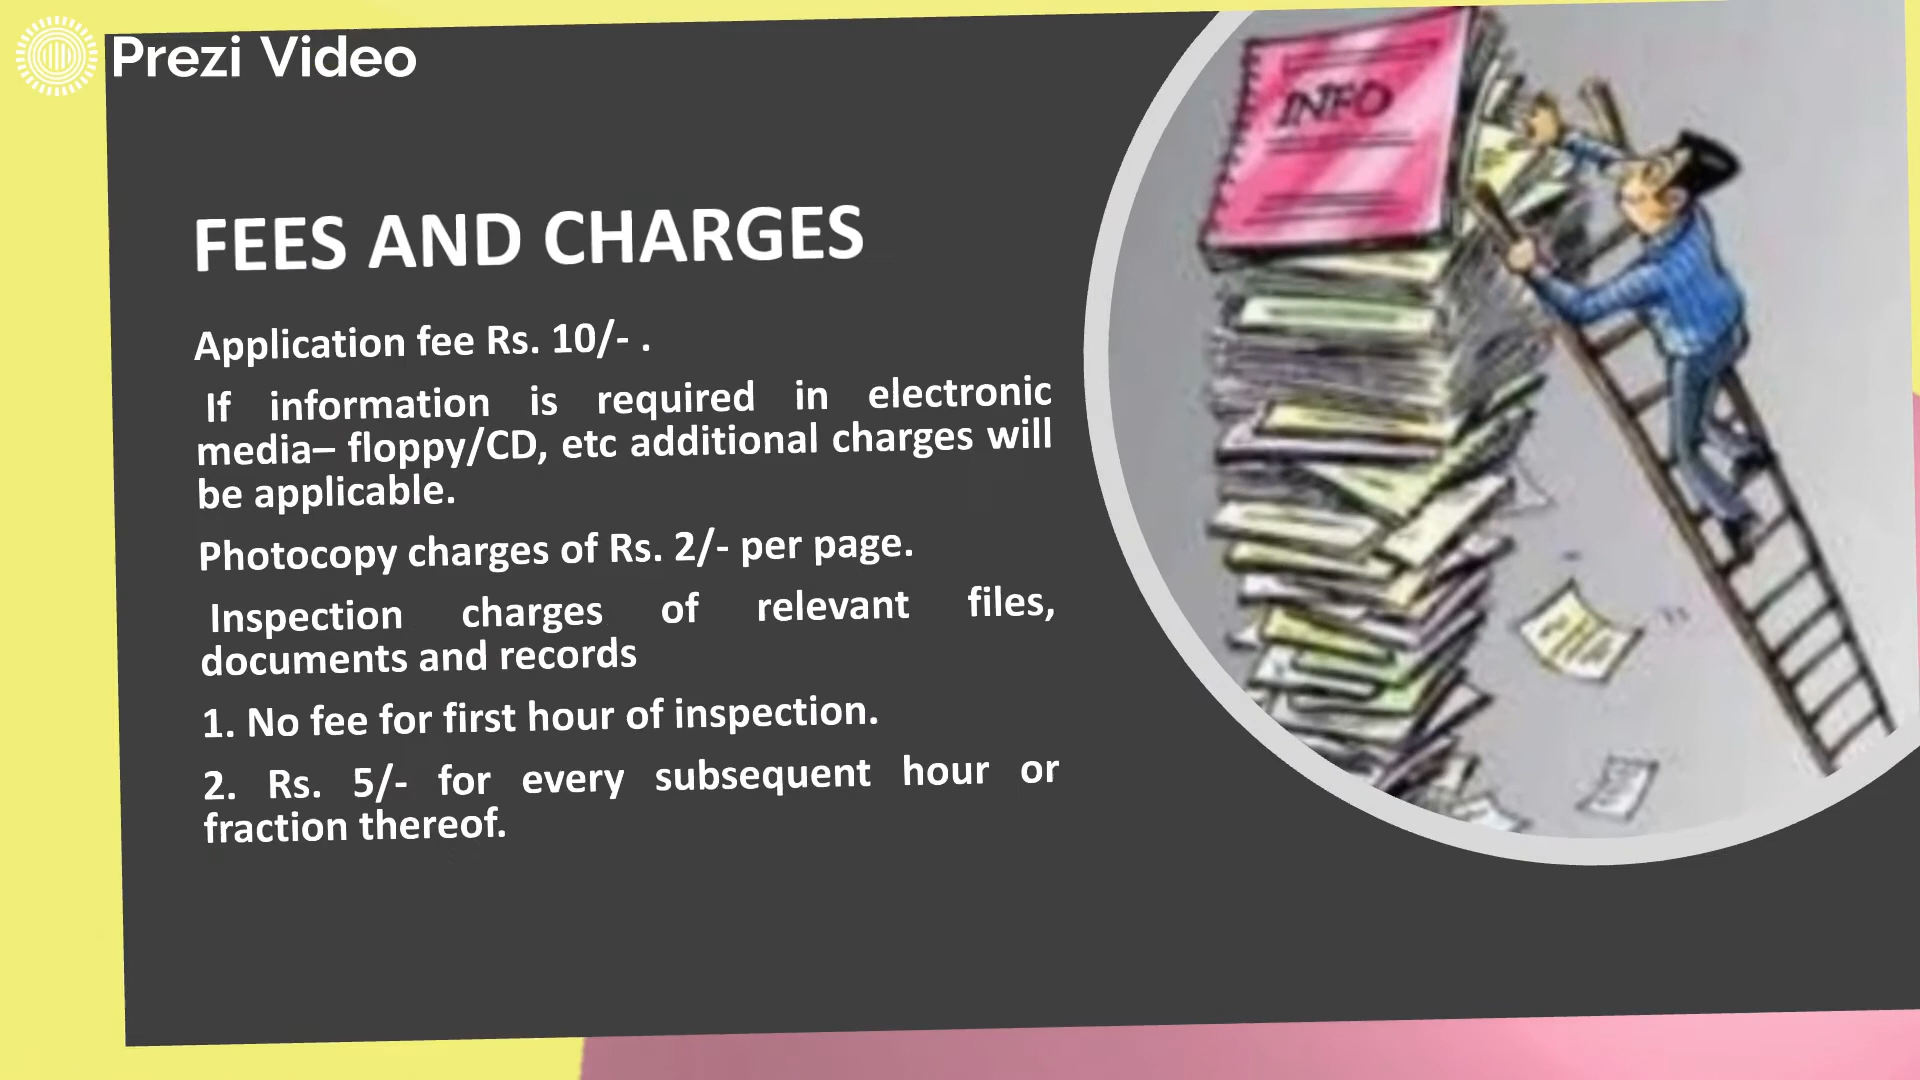 Prezi Video
INFO
FEES AND CHARGES
Application fee Rs. 10/- .
If information is required in electronic
media– floppy/CD, etc additional charges will
be applicable.
Photocopy charges of Rs. 2/- per page.
Inspection charges of relevant files,
documents and records
1. No fee for first hour of inspection.
2. Rs. 5/- for every subsequent hour or
fraction thereof.